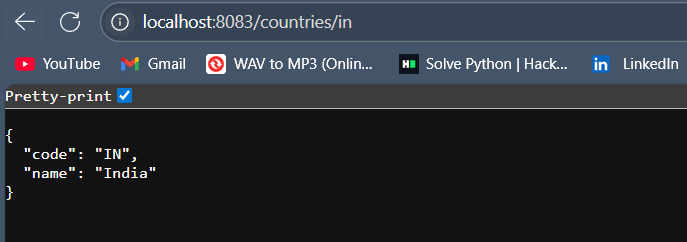 localhost:8083/countries/in
YouTube Gmail WAV to MP3 (Onlin... H Solve Python | Hack... in LinkedIn
Pretty-print
{
  "code": "IN",
  "name": "India"
}